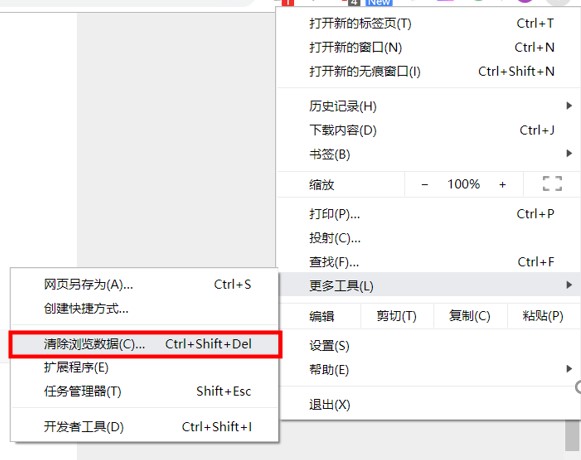 1 4 New
打开新的标签页(T) Ctrl+T
打开新的窗口(N) Ctrl+N
打开新的无痕窗口(I) Ctrl+Shift+N
历史记录(H)
下载内容(D) Ctrl+J
书签(B)
缩放 − 100% +
打印(P)... Ctrl+P
投射(C)...
查找(F)... Ctrl+F
更多工具(L)
编辑 剪切(T) 复制(C) 粘贴(P)
设置(S)
帮助(E)
退出(X)
网页另存为(A)... Ctrl+S
创建快捷方式...
清除浏览数据(C)... Ctrl+Shift+Del
扩展程序(E)
任务管理器(T) Shift+Esc
开发者工具(D) Ctrl+Shift+I